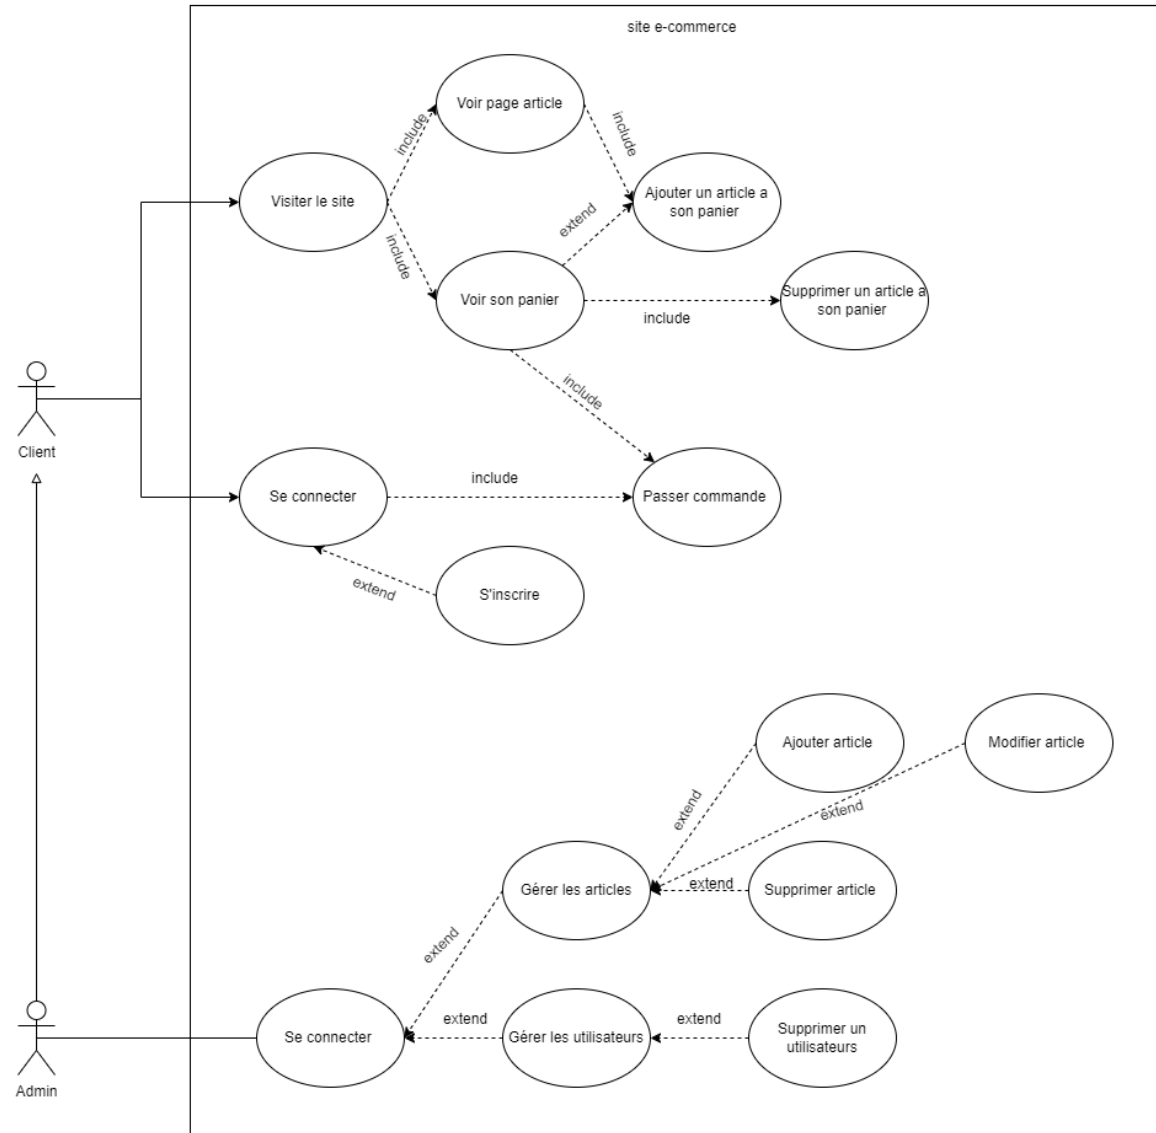 site e-commerce
Voir page article
include
include
Visiter le site
Ajouter un article a
son panier
extend
include
Voir son panier
Supprimer un article a
son panier
include
include
Client
Se connecter
include
Passer commande
extend
S'inscrire
Ajouter article
Modifier article
extend
extend
Gérer les articles
extend
Supprimer article
extend
Se connecter
extend
Gérer les utilisateurs
extend
Supprimer un
utilisateurs
Admin